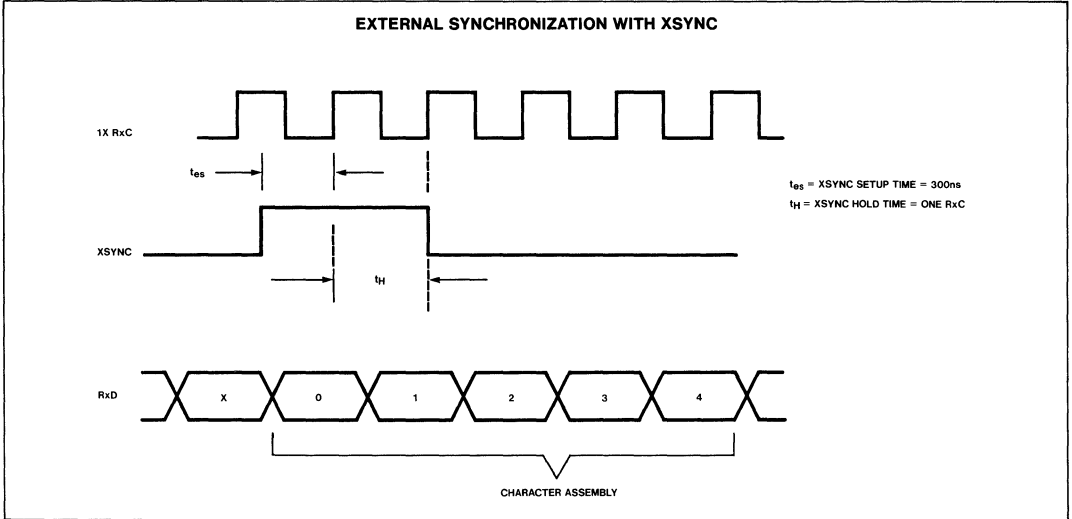 EXTERNAL SYNCHRONIZATION WITH XSYNC
1X RxC
tes
tes = XSYNC SETUP TIME = 300ns
tH = XSYNC HOLD TIME = ONE RxC
XSYNC
tH
RxD
X 0 1 2 3 4
CHARACTER ASSEMBLY